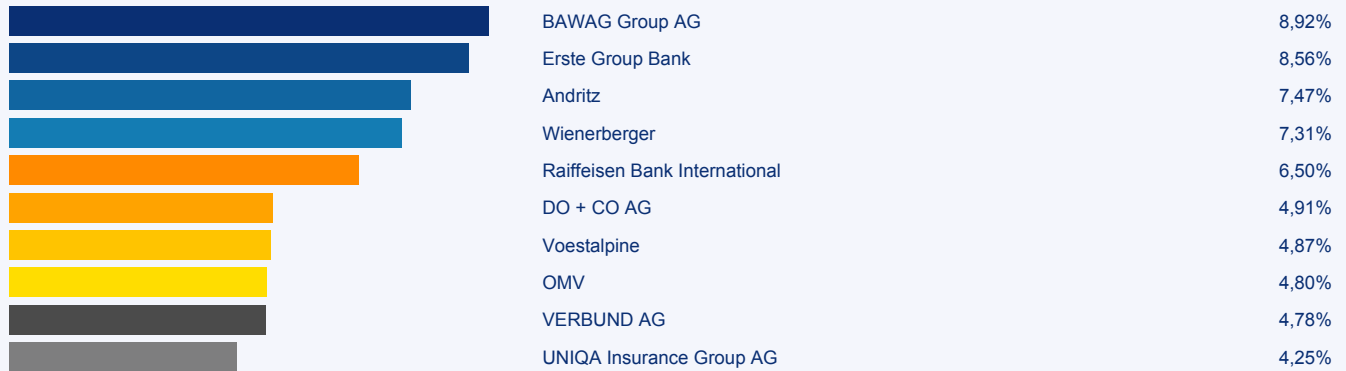 BAWAG Group AG 8,92%
Erste Group Bank 8,56%
Andritz 7,47%
Wienerberger 7,31%
Raiffeisen Bank International 6,50%
DO + CO AG 4,91%
Voestalpine 4,87%
OMV 4,80%
VERBUND AG 4,78%
UNIQA Insurance Group AG 4,25%